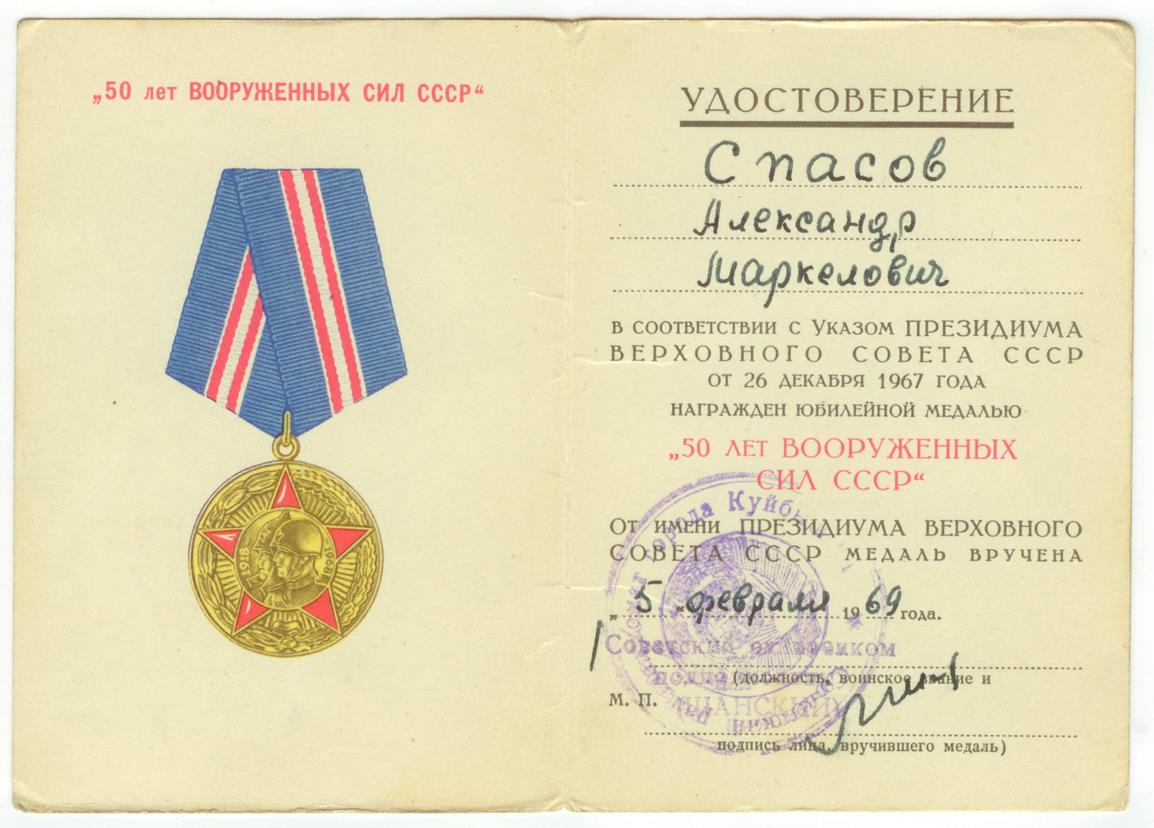 „50 лет ВООРУЖЕННЫХ СИЛ СССР“
1918
1968
УДОСТОВЕРЕНИЕ
Спасов
Александр
Маркелович
В СООТВЕТСТВИИ С УКАЗОМ ПРЕЗИДИУМА
ВЕРХОВНОГО СОВЕТА СССР
ОТ 26 ДЕКАБРЯ 1967 ГОДА
НАГРАЖДЕН ЮБИЛЕЙНОЙ МЕДАЛЬЮ
„50 ЛЕТ ВООРУЖЕННЫХ
СИЛ СССР“
ОТ ИМЕНИ ПРЕЗИДИУМА ВЕРХОВНОГО
СОВЕТА СССР МЕДАЛЬ ВРУЧЕНА
„ 5 февраля 1969 года.
Советский
(должность, воинское звание и
М. П.
подпись лица, вручившего медаль)
города